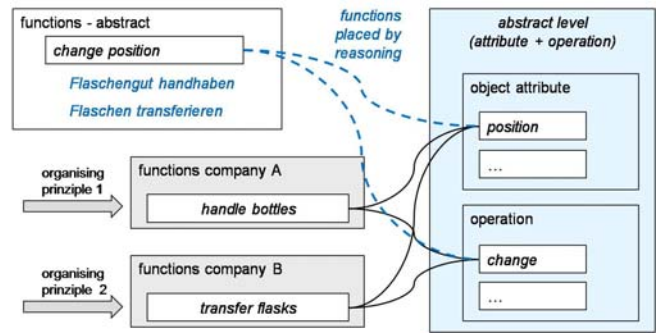 functions - abstract
change position
Flaschengut handhaben
Flaschen transferieren
functions
placed by
reasoning
abstract level
(attribute + operation)
object attribute
position
...
operation
change
...
organising
prinziple 1
functions company A
handle bottles
organising
prinziple 2
functions company B
transfer flasks